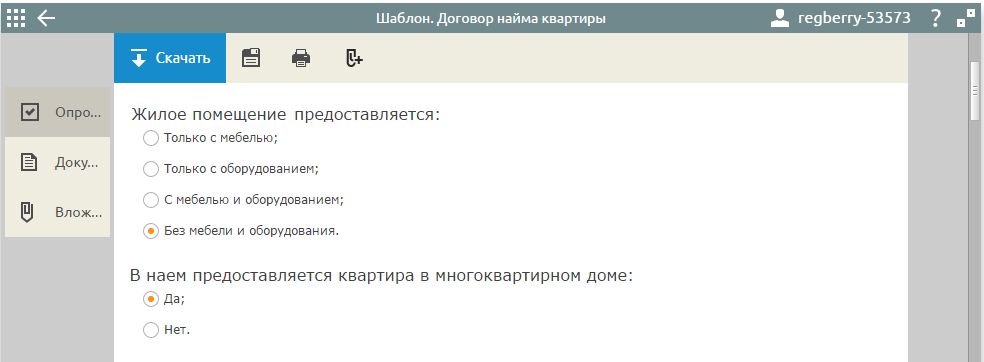 Шаблон. Договор найма квартиры
regberry-53573 ?
Скачать
Опро...
Доку...
Влож...
Жилое помещение предоставляется:
Только с мебелью;
Только с оборудованием;
С мебелью и оборудованием;
Без мебели и оборудования.
В наем предоставляется квартира в многоквартирном доме:
Да;
Нет.